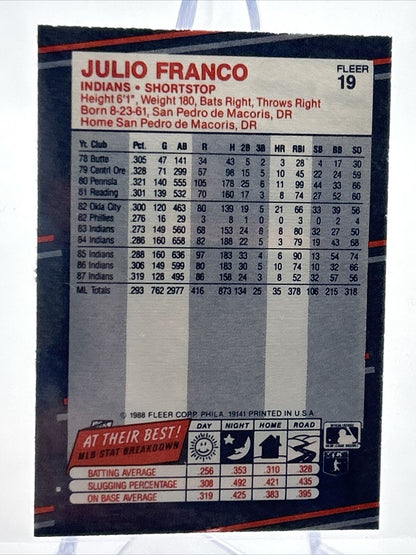 JULIO FRANCO
FLEER
19
INDIANS • SHORTSTOP
Height 6'1", Weight 180, Bats Right, Throws Right
Born 8-23-61, San Pedro de Macoris, DR
Home San Pedro de Macoris, DR
Yr. Club Pct. G AB R H 2B 3B HR RBI SB BB SO
78 Butte .305 47 141 34 43 5 2 3 28 4 17 30
79 Centrl Ore .328 71 299 57 98 15 5 10 45 22 24 59
80 Pennsla .321 140 555 105 178 25 6 11 99 44 33 66
81 Reading .301 139 532 70 160 17 3 8 74 27 52 60
82 Okla City .300 120 463 80 139 19 5 21 66 33 39 56
82 Phillies .276 16 29 3 8 1 0 0 3 0 2 4
83 Indians .273 149 560 68 153 24 8 8 80 32 27 50
84 Indians .286 160 658 82 188 22 5 3 79 19 43 68
85 Indians .288 160 636 97 183 33 4 6 90 13 54 74
86 Indians .306 149 599 80 183 30 5 10 74 10 32 66
87 Indians .319 128 495 86 158 24 3 8 52 32 57 56
ML Totals .293 762 2977 416 873 134 25 35 378 106 215 318
© 1988 FLEER CORP. PHILA. 19141 PRINTED IN U.S.A
AT THEIR BEST!
MLB STAT BREAKDOWN
DAY NIGHT HOME ROAD
BATTING AVERAGE .256 .353 .310 .328
SLUGGING PERCENTAGE .308 .492 .421 .435
ON BASE AVERAGE .319 .425 .383 .395